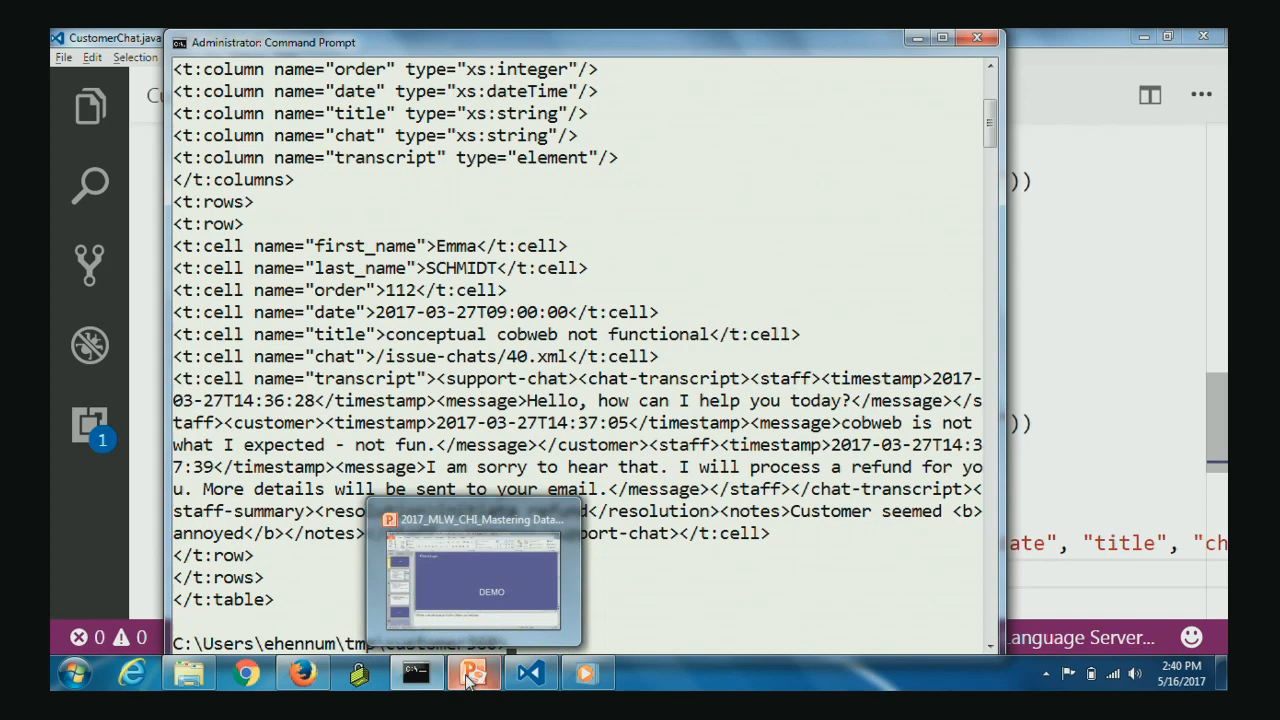 CustomerChat.java
Administrator: Command Prompt
File Edit Selection
<t:column name="order" type="xs:integer"/>
<t:column name="date" type="xs:dateTime"/>
<t:column name="title" type="xs:string"/>
<t:column name="chat" type="xs:string"/>
<t:column name="transcript" type="element"/>
</t:columns>
<t:rows>
<t:row>
<t:cell name="first_name">Emma</t:cell>
<t:cell name="last_name">SCHMIDT</t:cell>
<t:cell name="order">112</t:cell>
<t:cell name="date">2017-03-27T09:00:00</t:cell>
<t:cell name="title">conceptual cobweb not functional</t:cell>
<t:cell name="chat">/issue-chats/40.xml</t:cell>
<t:cell name="transcript"><support-chat><chat-transcript><staff><timestamp>2017-
03-27T14:36:28</timestamp><message>Hello, how can I help you today?</message></s
taff><customer><timestamp>2017-03-27T14:37:05</timestamp><message>cobweb is not
what I expected - not fun.</message></customer><staff><timestamp>2017-03-27T14:3
7:39</timestamp><message>I am sorry to hear that. I will process a refund for yo
u. More details will be sent to your email.</message></staff></chat-transcript><
staff-summary><resolution>initiate refund</resolution><notes>Customer seemed <b>
annoyed</b></notes> pport-chat></t:cell>
</t:row>
</t:rows>
</t:table>
C:\Users\ehennum\tmp\customer360>
))
))
ate", "title", "ch
2017_MLW_CHI_Mastering Data...
DEMO
1
0 0
anguage Server...
2:40 PM
5/16/2017